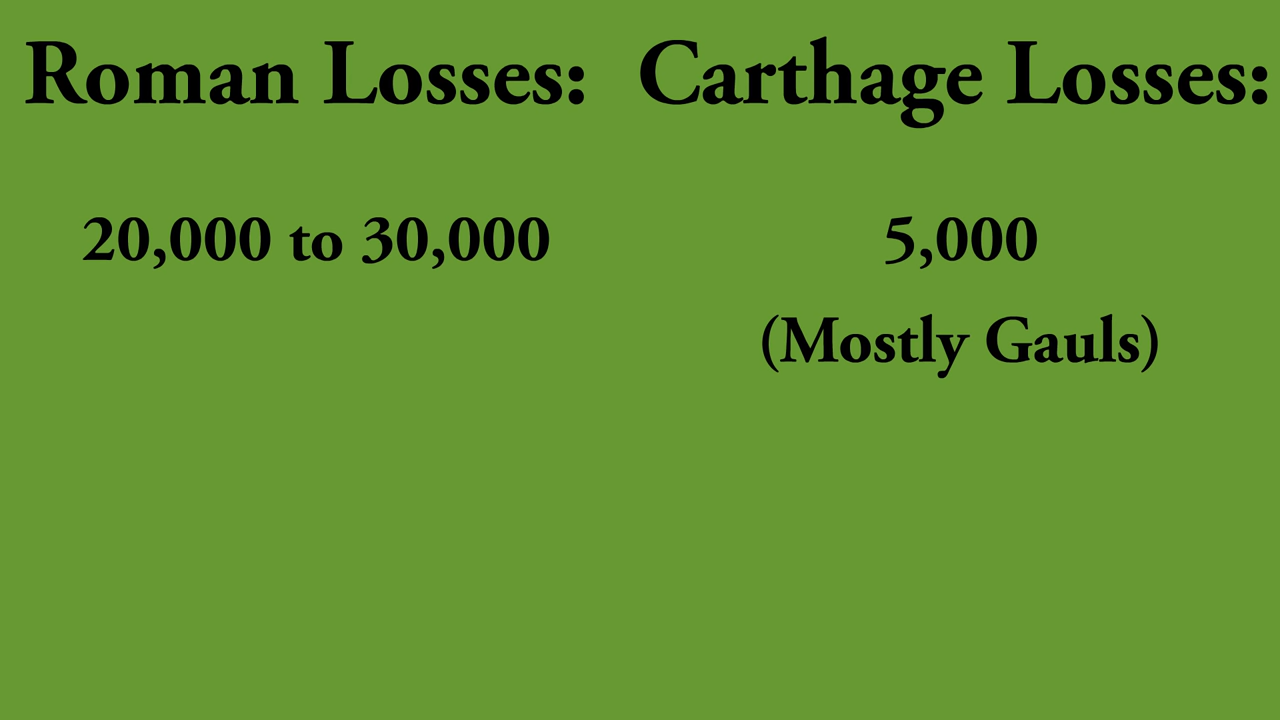 Roman Losses:
Carthage Losses:
20,000 to 30,000
5,000
(Mostly Gauls)